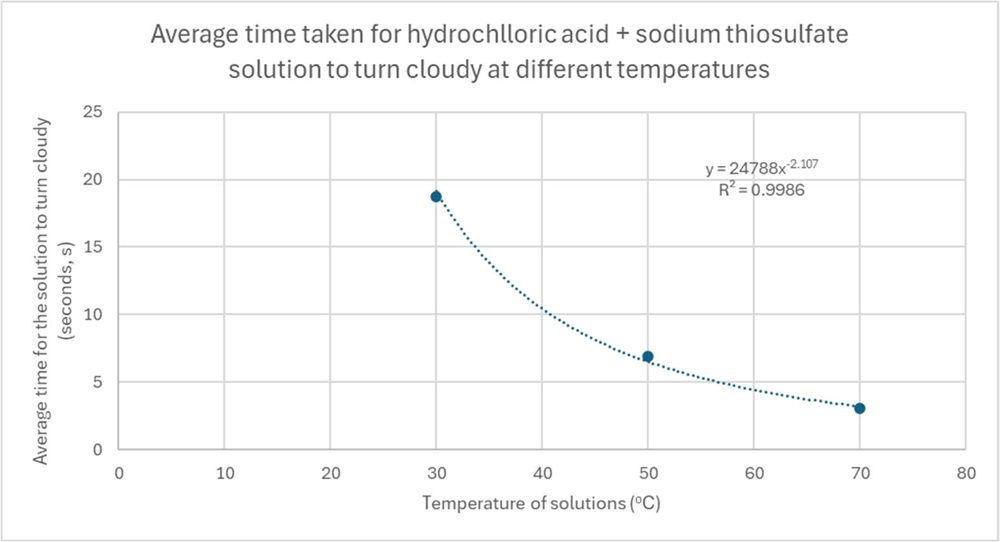 Average time taken for hydrochlloric acid + sodium thiosulfate
solution to turn cloudy at different temperatures
Average time for the solution to turn cloudy
(seconds, s)
25
20
15
10
5
0
y = 24788x^-2.107
R² = 0.9986
0 10 20 30 40 50 60 70 80
Temperature of solutions (°C)